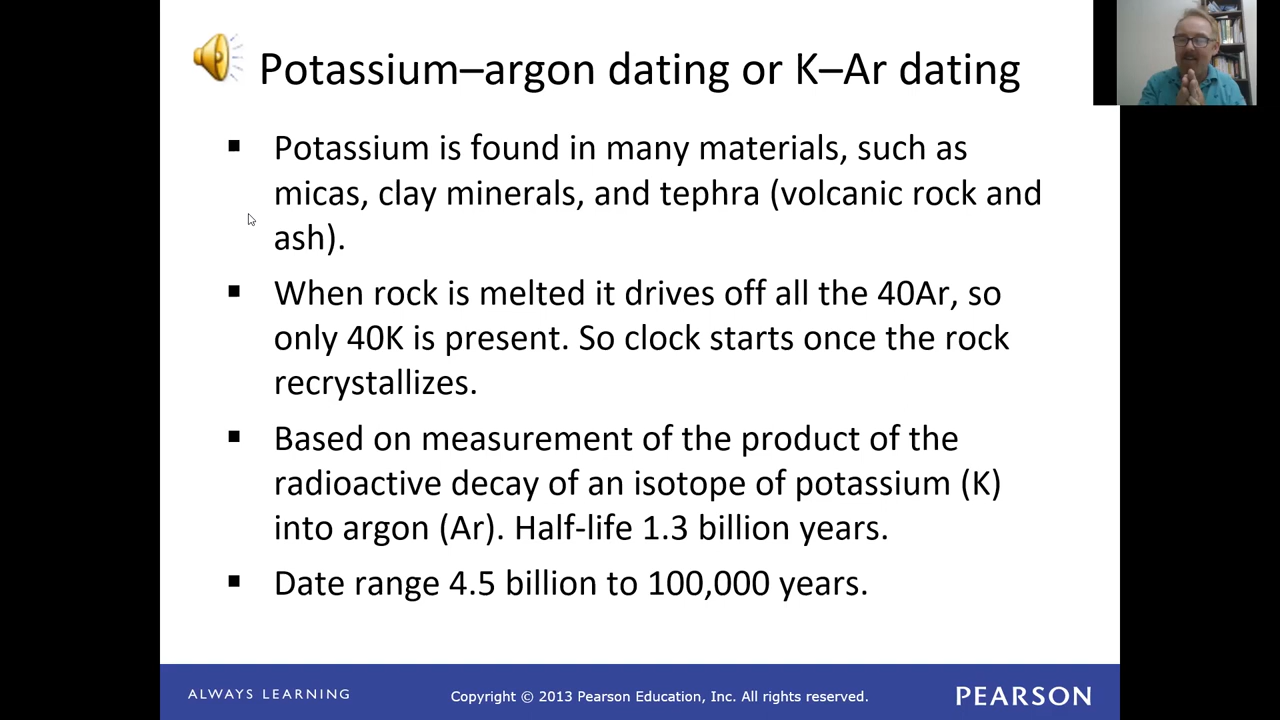 Potassium–argon dating or K–Ar dating
▪ Potassium is found in many materials, such as
micas, clay minerals, and tephra (volcanic rock and
ash).
▪ When rock is melted it drives off all the 40Ar, so
only 40K is present. So clock starts once the rock
recrystallizes.
▪ Based on measurement of the product of the
radioactive decay of an isotope of potassium (K)
into argon (Ar). Half-life 1.3 billion years.
▪ Date range 4.5 billion to 100,000 years.
ALWAYS LEARNING
Copyright © 2013 Pearson Education, Inc. All rights reserved.
PEARSON